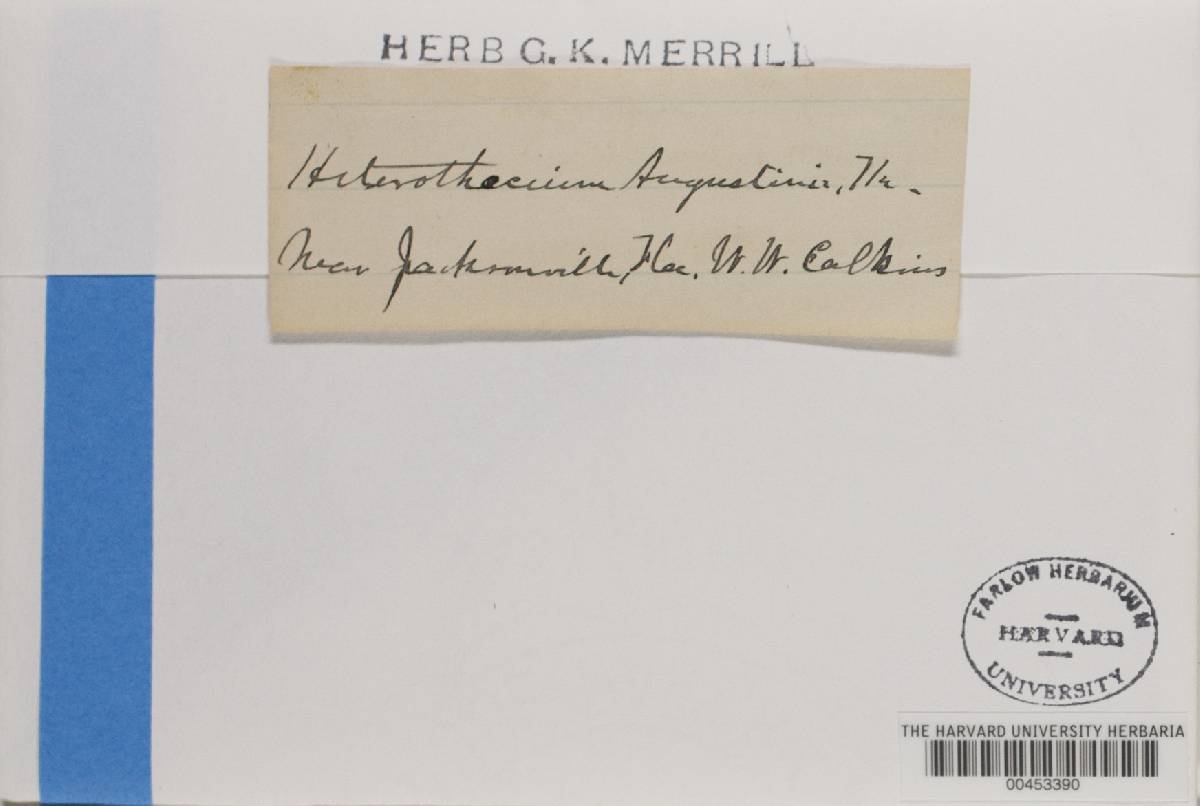 HERB G. K. MERRILL
Heterothecium Augustini, Tu.
Near Jacksonville, Fla. W. W. Calkins
FARLOW HERBARIUM
HARVARD
UNIVERSITY
THE HARVARD UNIVERSITY HERBARIA
00453390